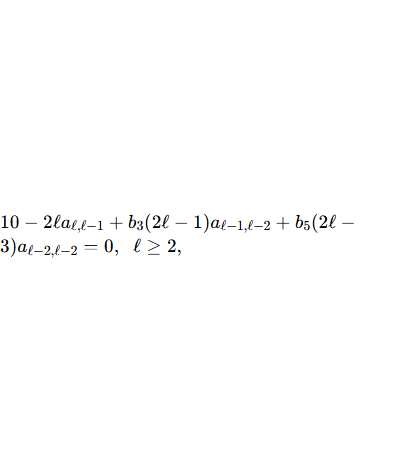 10 − 2ℓa_{ℓ,ℓ−1} + b_3(2ℓ − 1)a_{ℓ−1,ℓ−2} + b_5(2ℓ −
3)a_{ℓ−2,ℓ−2} = 0, ℓ ≥ 2,